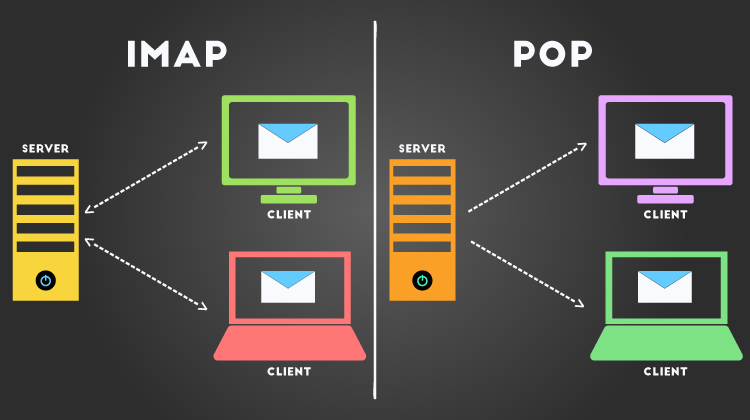 IMAP
SERVER
CLIENT
CLIENT
POP
SERVER
CLIENT
CLIENT